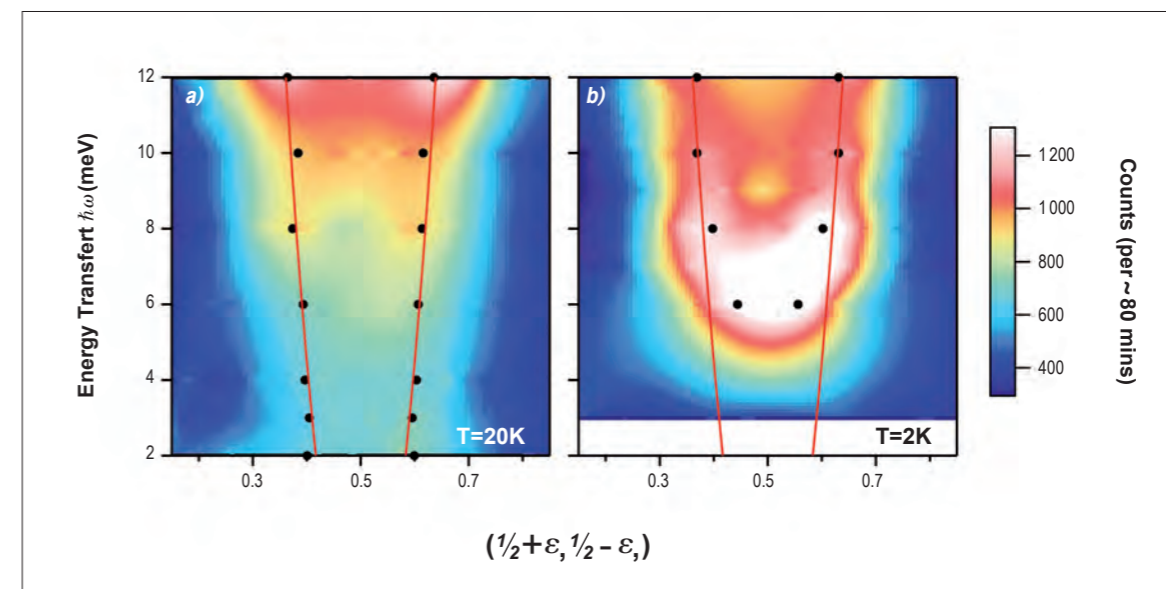 Energy Transfert ℏω(meV)
12
10
8
6
4
2
a)
T=20K
0.3
0.5
0.7
b)
T=2K
0.3
0.5
0.7
1200
1000
800
600
400
Counts (per ~ 80 mins)
(½+ε, ½- ε,)